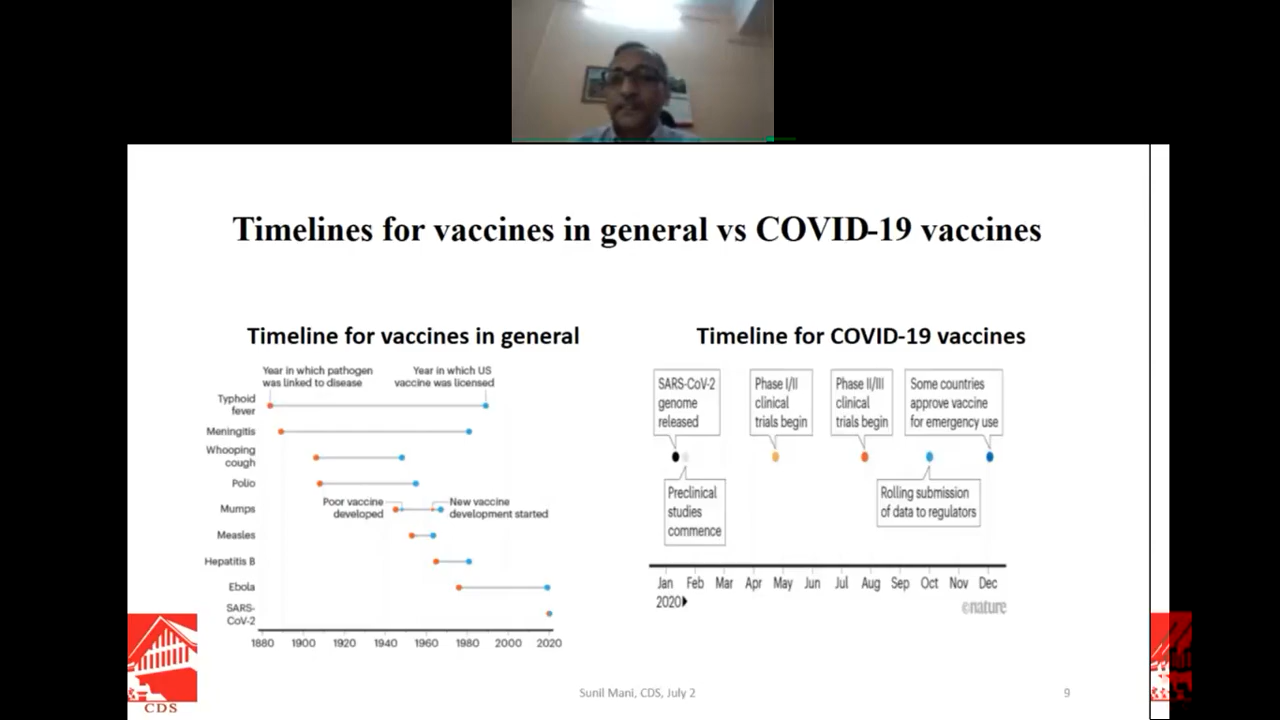 Timelines for vaccines in general vs COVID-19 vaccines
Timeline for vaccines in general
Year in which pathogen
was linked to disease
Year in which US
vaccine was licensed
Typhoid
fever
Meningitis
Whooping
cough
Polio
Mumps
Poor vaccine
developed
New vaccine
development started
Measles
Hepatitis B
Ebola
SARS-
CoV-2
1880 1900 1920 1940 1960 1980 2000 2020
Timeline for COVID-19 vaccines
SARS-CoV-2
genome
released
Phase I/II
clinical
trials begin
Phase II/III
clinical
trials begin
Some countries
approve vaccine
for emergency use
Preclinical
studies
commence
Rolling submission
of data to regulators
Jan Feb Mar Apr May Jun Jul Aug Sep Oct Nov Dec
2020
©nature
CDS
Sunil Mani, CDS, July 2
9